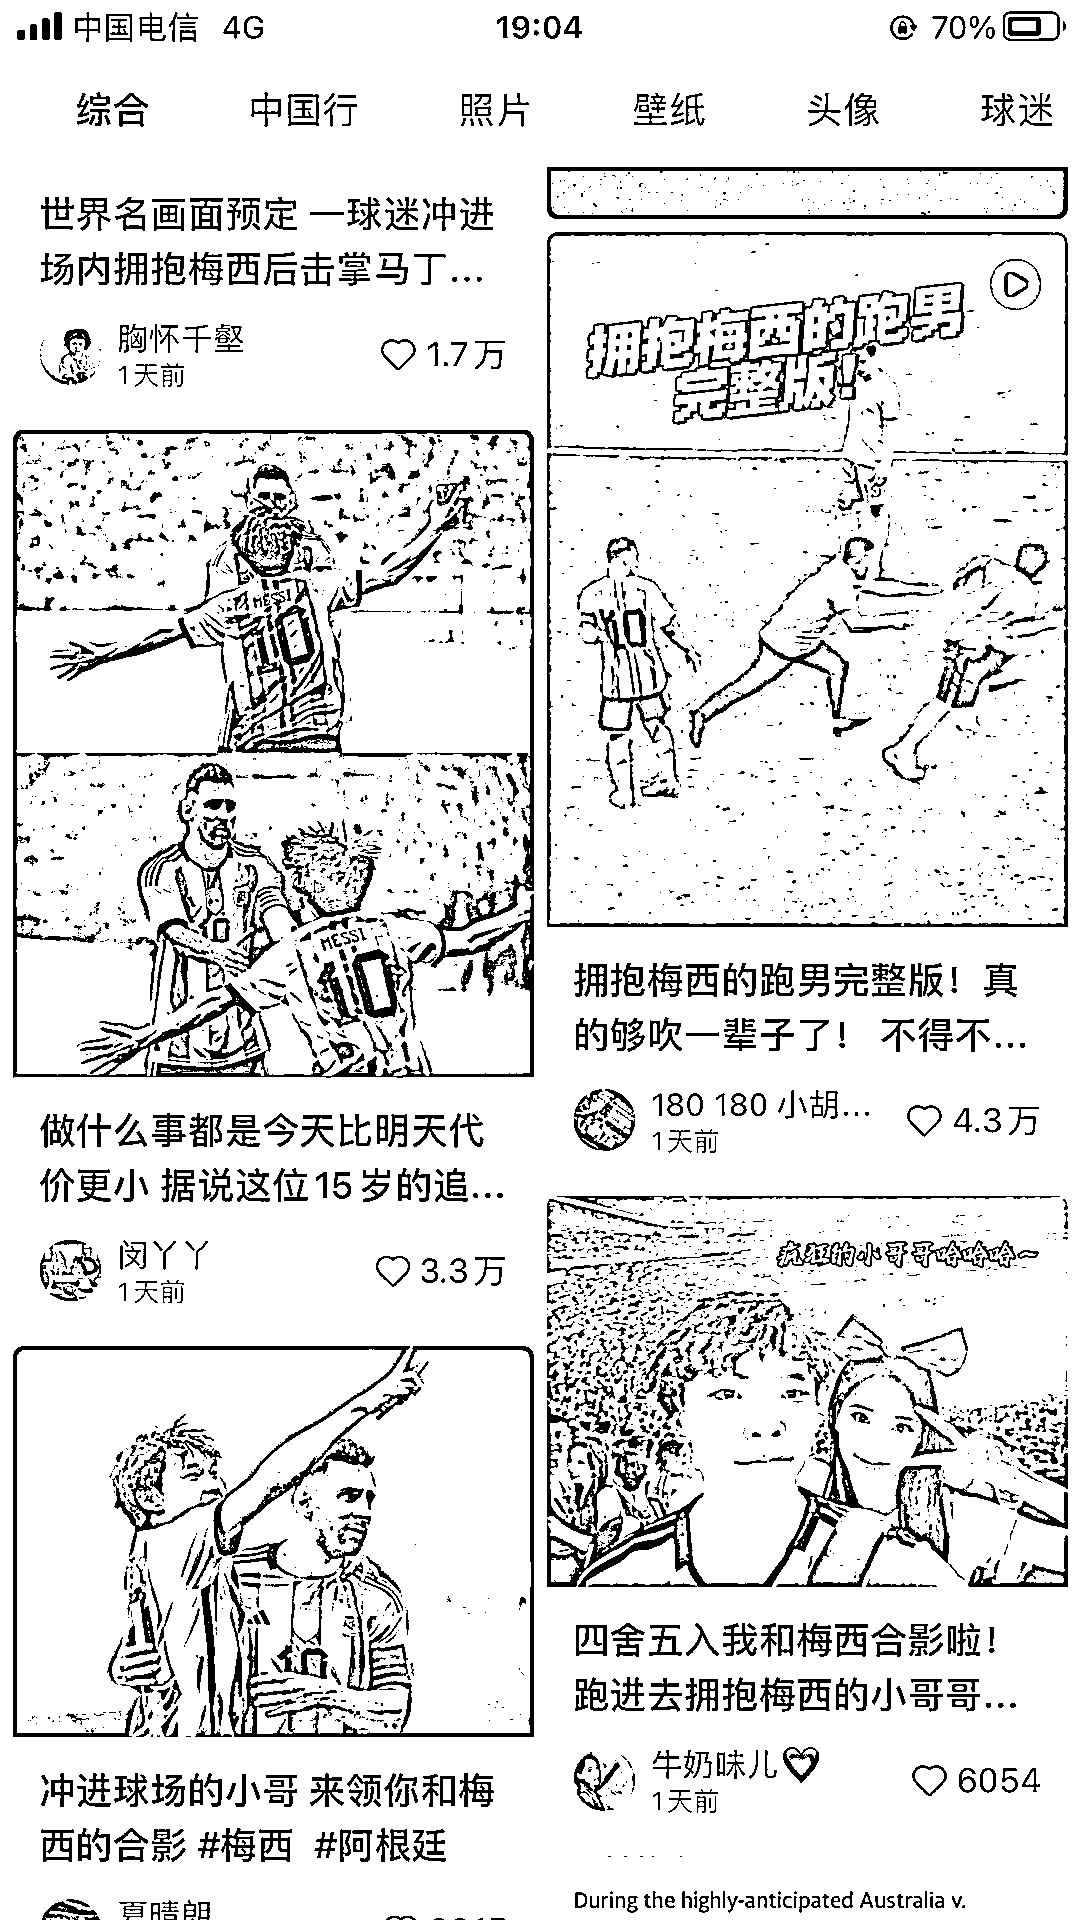 中国电信 4G 19:04 70%
综合 中国行 照片 壁纸 头像 球迷
世界名画面预定 一球迷冲进
场内拥抱梅西后击掌马丁...
胸怀千壑
1天前
1.7万
MESSI
10
10
MESSI
10
做什么事都是今天比明天代
价更小 据说这位15岁的追...
闵丫丫
1天前
3.3万
10
冲进球场的小哥 来领你和梅
西的合影 #梅西 #阿根廷
夏晴朗
拥抱梅西的跑男
完整版!
10
拥抱梅西的跑男完整版！真
的够吹一辈子了！ 不得不...
180 180 小胡...
1天前
4.3万
疯狂的小哥哥哈哈哈~
四舍五入我和梅西合影啦！
跑进去拥抱梅西的小哥哥...
牛奶味儿
1天前
6054
During the highly-anticipated Australia v.